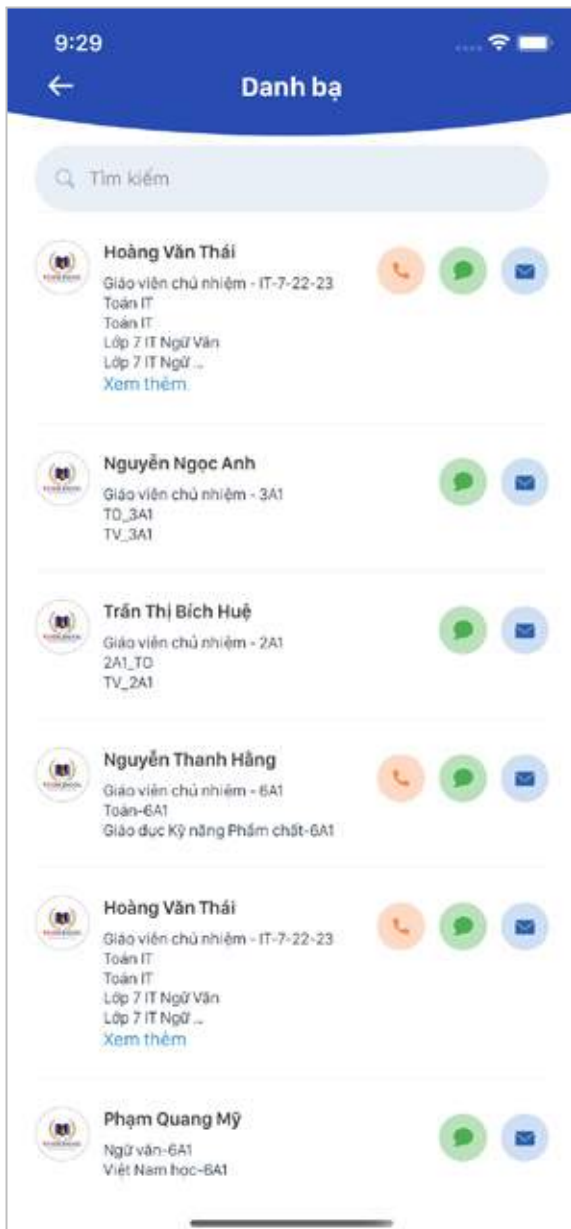 9:29
Danh bạ
Tìm kiếm
Hoàng Văn Thái
Giáo viên chủ nhiệm - IT-7-22-23
Toán IT
Toán IT
Lớp 7 IT Ngữ Văn
Lớp 7 IT Ngữ ...
Xem thêm
Nguyễn Ngọc Anh
Giáo viên chủ nhiệm - 3A1
TO_3A1
TV_3A1
Trần Thị Bích Huệ
Giáo viên chủ nhiệm - 2A1
2A1_TO
TV_2A1
Nguyễn Thanh Hằng
Giáo viên chủ nhiệm - 6A1
Toán-6A1
Giáo dục Kỹ năng Phẩm chất-6A1
Hoàng Văn Thái
Giáo viên chủ nhiệm - IT-7-22-23
Toán IT
Toán IT
Lớp 7 IT Ngữ Văn
Lớp 7 IT Ngữ ...
Xem thêm
Phạm Quang Mỹ
Ngữ văn-6A1
Việt Nam học-6A1